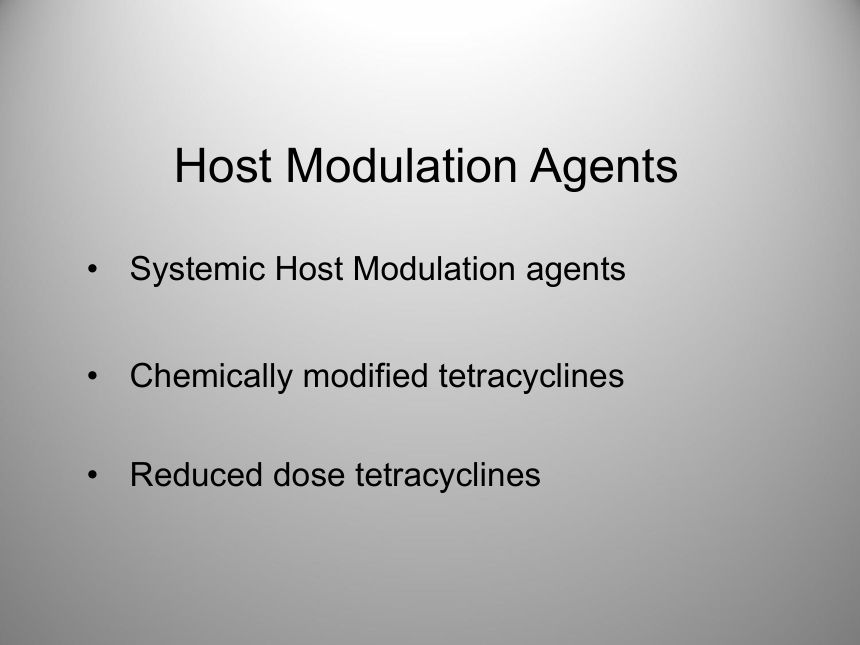 Host Modulation Agents
• Systemic Host Modulation agents
• Chemically modified tetracyclines
• Reduced dose tetracyclines